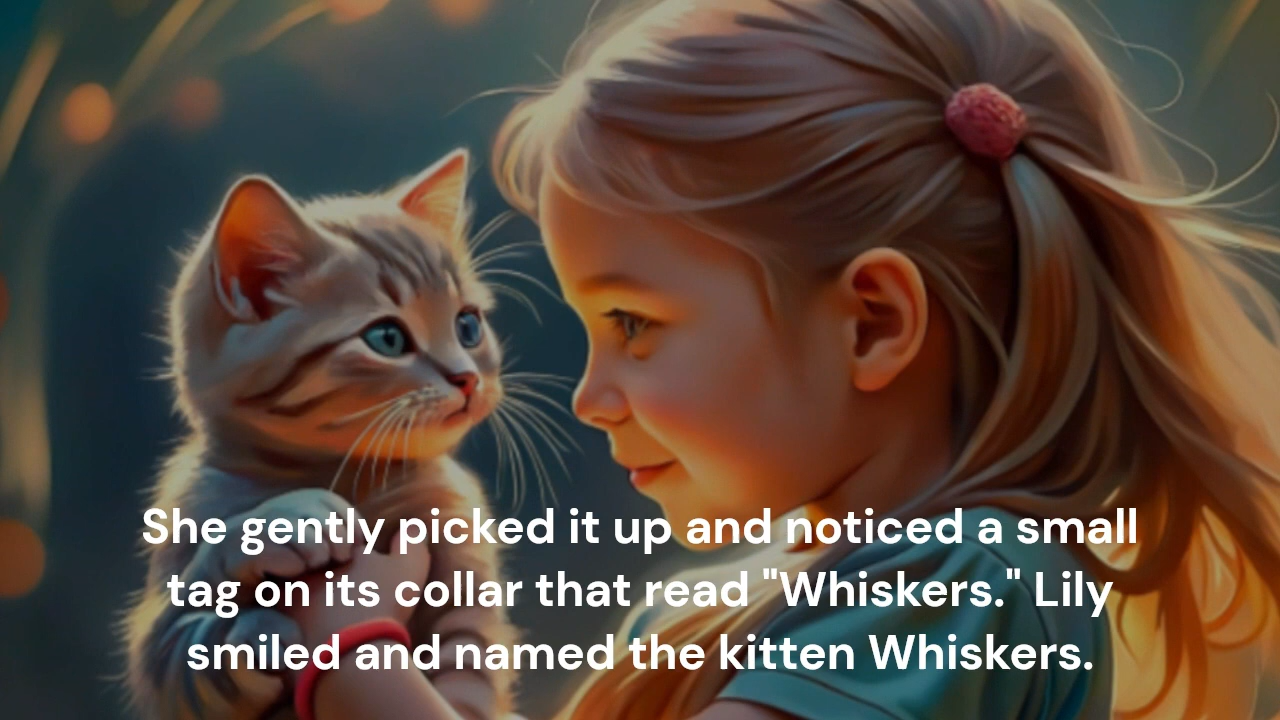 She gently picked it up and noticed a small
tag on its collar that read "Whiskers." Lily
smiled and named the kitten Whiskers.